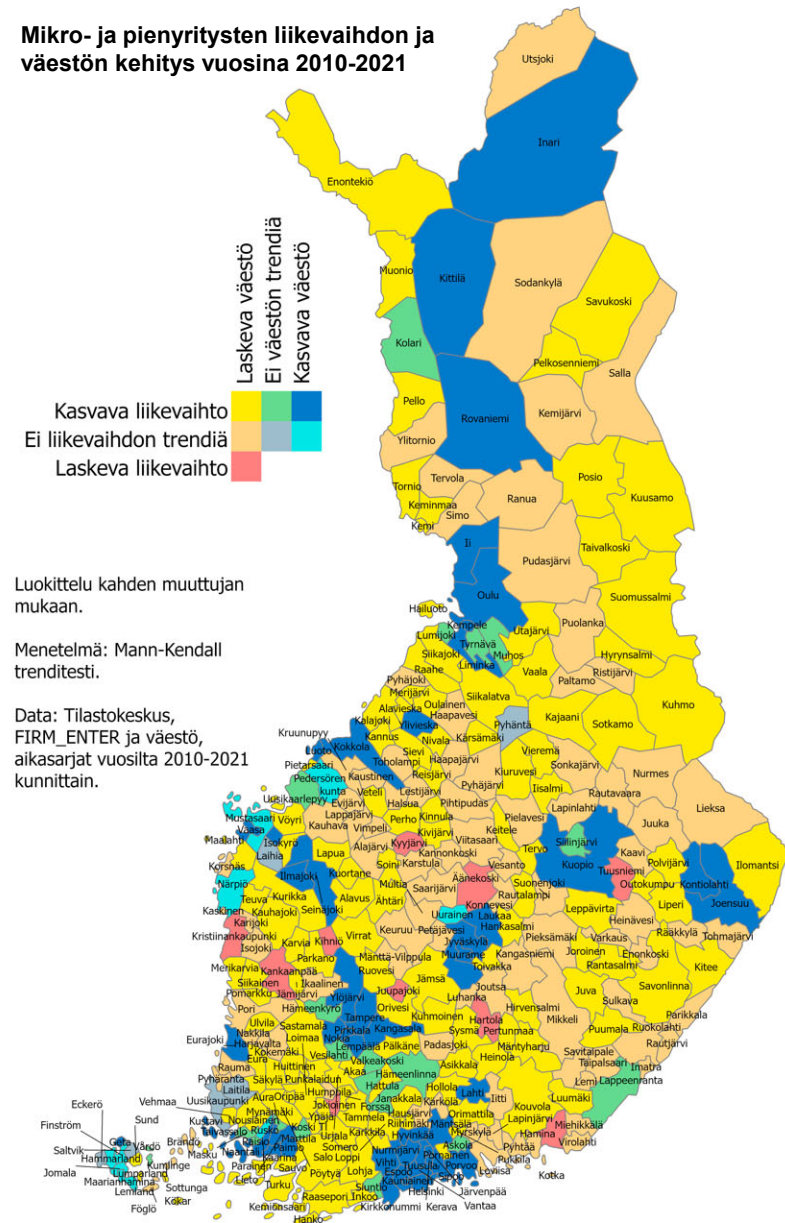 Mikro- ja pienyritysten liikevaihdon ja
väestön kehitys vuosina 2010-2021
Utsjoki
Inari
Enontekiö
Laskeva väestö
Ei väestön trendiä
Kasvava väestö
Muonio
Kittilä
Sodankylä
Savukoski
Kolari
Pelkosenniemi
Salla
Kasvava liikevaihto
Ei liikevaihdon trendiä
Laskeva liikevaihto
Pello
Rovaniemi
Kemijärvi
Ylitornio
Tervola
Tornio
Ranua
Posio
Kuusamo
Keminmaa
Simo
Kemi
Ii
Taivalkoski
Pudasjärvi
Luokittelu kahden muuttujan
mukaan.
Oulu
Suomussalmi
Hailuoto
Kempele
Puolanka
Menetelmä: Mann-Kendall
trenditesti.
Lumijoki
Tyrnävä
Utajärvi
Muhos
Siikajoki
Liminka
Hyrynsalmi
Raahe
Vaala
Ristijärvi
Pyhäjoki
Paltamo
Data: Tilastokeskus,
FIRM_ENTER ja väestö,
aikasarjat vuosilta 2010-2021
kunnittain.
Merijärvi
Siikalatva
Kuhmo
Alavieska
Oulainen
Kajaani
Sotkamo
Kruunupyy
Kalajoki
Ylivieska
Haapavesi
Pyhäntä
Kannus
Nivala
Kärsämäki
Luoto
Kokkola
Sievi
Vieremä
Pietarsaari
Toholampi
Haapajärvi
Sonkajärvi
Nurmes
Pedersören
kunta
Kaustinen
Reisjärvi
Pyhäjärvi
Kiuruvesi
Iisalmi
Rautavaara
Uusikaarlepyy
Veteli
Lestijärvi
Lieksa
Evijärvi
Halsua
Pihtipudas
Lapinlahti
Mustasaari
Vöyri
Lappajärvi
Perho
Kinnula
Pielavesi
Juuka
Vaasa
Kauhava
Vimpeli
Kivijärvi
Keitele
Siilinjärvi
Maalahti
Isokyrö
Alajärvi
Kyyjärvi
Viitasaari
Tervo
Kaavi
Polvijärvi
Ilomantsi
Laihia
Lapua
Kannonkoski
Kuopio
Korsnäs
Soini
Karstula
Vesanto
Tuusniemi
Kontiolahti
Ilmajoki
Kuortane
Äänekoski
Suonenjoki
Outokumpu
Närpiö
Kurikka
Multia
Saarijärvi
Rautalampi
Liperi
Joensuu
Teuva
Alavus
Ähtäri
Konnevesi
Kaskinen
Kauhajoki
Seinäjoki
Uurainen
Laukaa
Leppävirta
Karijoki
Keuruu
Petäjävesi
Hankasalmi
Heinävesi
Kristiinankaupunki
Virrat
Jyväskylä
Rääkkylä
Isojoki
Karvia
Kihniö
Pieksämäki
Varkaus
Tohmajärvi
Parkano
Mänttä-Vilppula
Muurame
Kangasniemi
Joroinen
Enonkoski
Merikarvia
Kankaanpää
Ruovesi
Toivakka
Rantasalmi
Kitee
Siikainen
Ikaalinen
Jämsä
Joutsa
Savonlinna
Pomarkku
Jämijärvi
Ylöjärvi
Juupajoki
Luhanka
Juva
Pori
Hämeenkyrö
Orivesi
Hirvensalmi
Sulkava
Tampere
Kuhmoinen
Hartola
Mikkeli
Parikkala
Ulvila
Pirkkala
Kangasala
Sysmä
Pertunmaa
Puumala
Ruokolahti
Nakkila
Sastamala
Nokia
Eurajoki
Harjavalta
Loimaa
Lempäälä
Pälkäne
Padasjoki
Mäntyharju
Rautjärvi
Kokemäki
Vesilahti
Heinola
Savitaipale
Eura
Huittinen
Valkeakoski
Asikkala
Taipalsaari
Imatra
Rauma
Akaa
Hämeenlinna
Lemi
Lappeenranta
Pyhäranta
Säkylä
Punkalaidun
Hattula
Hollola
Lahti
Eckerö
Laitila
Humppila
Janakkala
Kärkölä
Iitti
Luumäki
Vehmaa
Uusikaupunki
Aura
Oripää
Jokioinen
Forssa
Kouvola
Sund
Mynämäki
Ypäjä
Hausjärvi
Orimattila
Finström
Kustavi
Nousiainen
Tammela
Riihimäki
Mäntsälä
Lapinjärvi
Miehikkälä
Geta
Taivassalo
Rusko
Koski Tl
Hyvinkää
Myrskylä
Hamina
Saltvik
Vårdö
Raisio
Marttila
Urjala
Kärkkilä
Askola
Virolahti
Hammarland
Brändö
Naantali
Paimio
Somero
Nurmijärvi
Pornainen
Pyhtää
Kumlinge
Masku
Kaarina
Salo
Loppi
Vihti
Tuusula
Porvoo
Pukkila
Jomala
Lumparland
Parainen
Sauvo
Lohja
Espoo
Sipoo
Loviisa
Maarianhamina
Sottunga
Lieto
Pöytyä
Siuntio
Kauniainen
Kotka
Lemland
Kökar
Turku
Raasepori
Inkoo
Helsinki
Järvenpää
Föglö
Kemiönsaari
Kirkkonummi
Kerava
Vantaa
Hanko